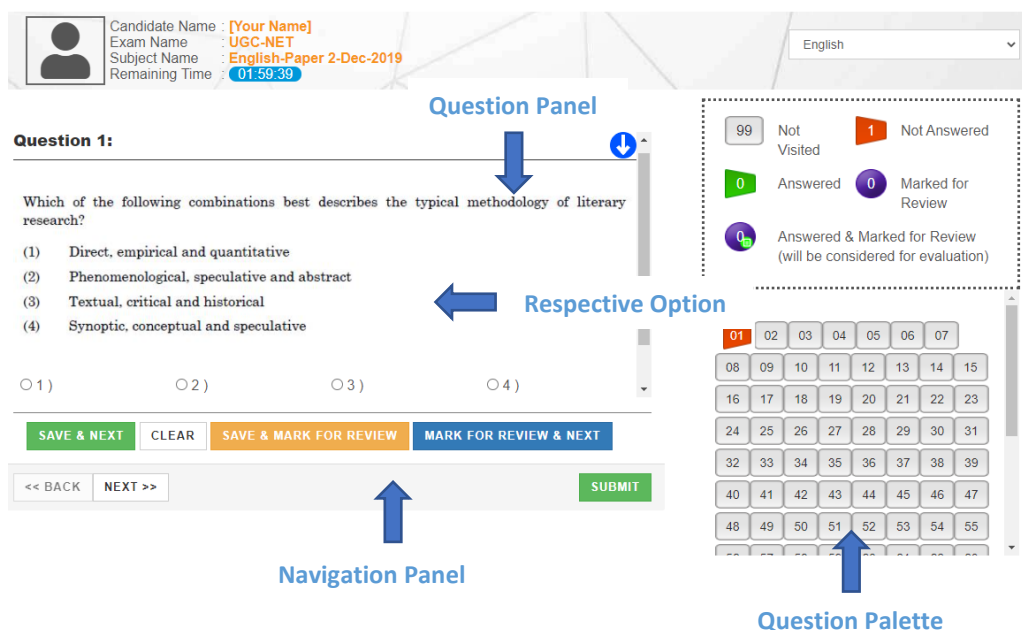 Candidate Name : [Your Name]
Exam Name : UGC-NET
Subject Name : English-Paper 2-Dec-2019
Remaining Time : 01:59:39
English
Question Panel
Question 1:
Which of the following combinations best describes the typical methodology of literary
research?
(1) Direct, empirical and quantitative
(2) Phenomenological, speculative and abstract
(3) Textual, critical and historical
(4) Synoptic, conceptual and speculative
Respective Option
1 ) 2 ) 3 ) 4 )
SAVE & NEXT CLEAR SAVE & MARK FOR REVIEW MARK FOR REVIEW & NEXT
<< BACK NEXT >> SUBMIT
Navigation Panel
99 Not
Visited
1 Not Answered
0 Answered
0 Marked for
Review
0 Answered & Marked for Review
(will be considered for evaluation)
01 02 03 04 05 06 07
08 09 10 11 12 13 14 15
16 17 18 19 20 21 22 23
24 25 26 27 28 29 30 31
32 33 34 35 36 37 38 39
40 41 42 43 44 45 46 47
48 49 50 51 52 53 54 55
Question Palette